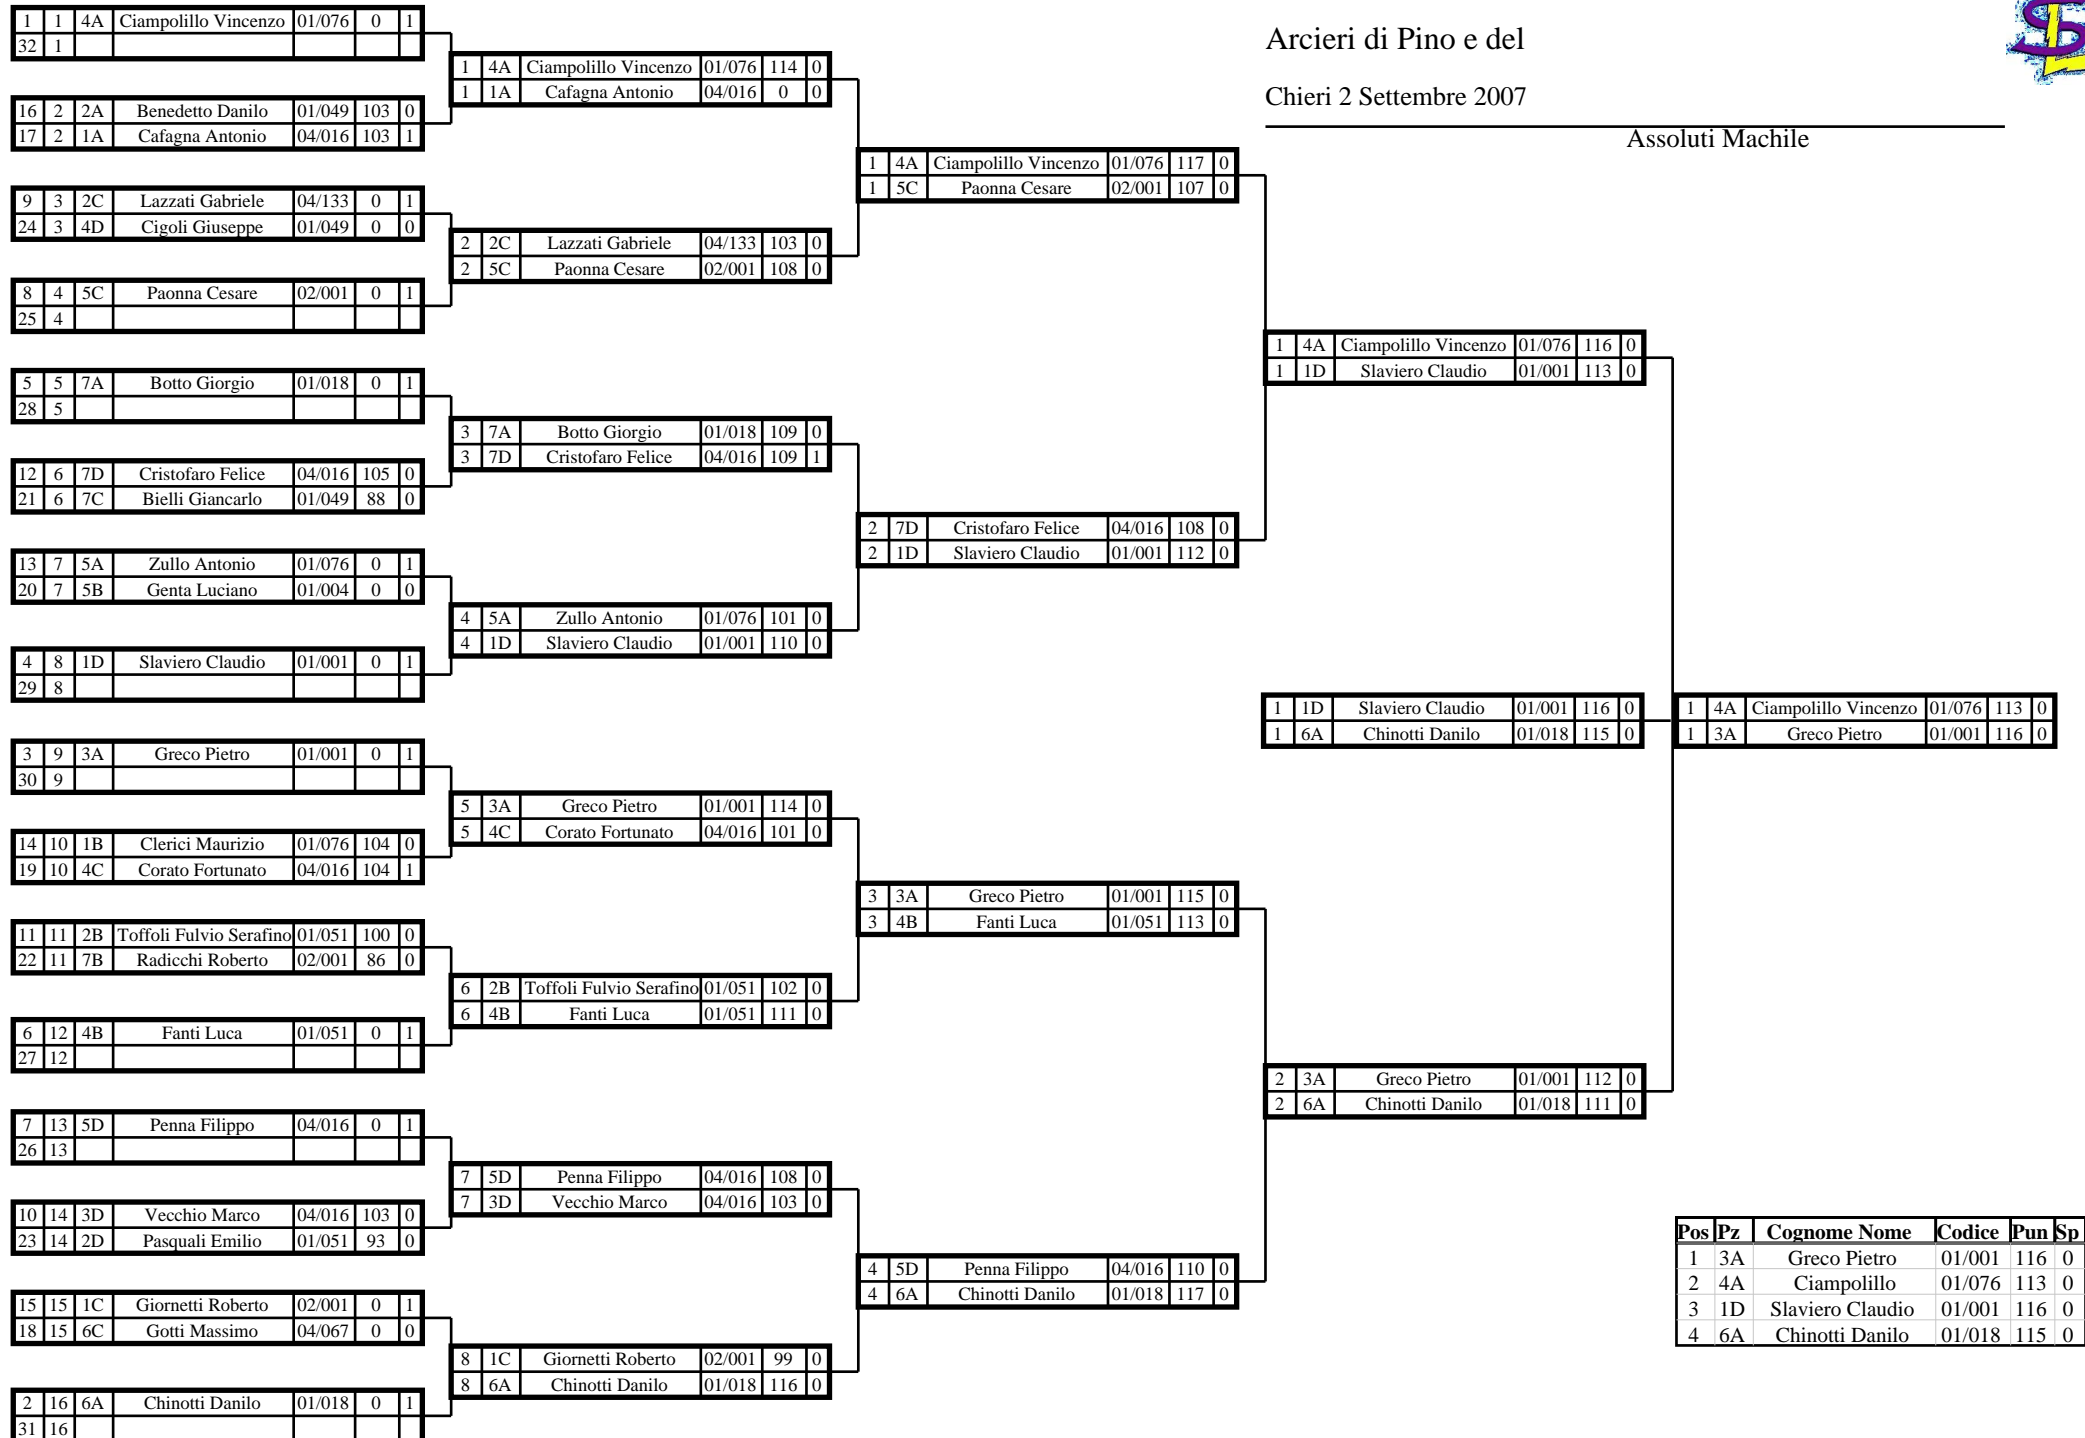 Arcieri di Pino e del
Chieri 2 Settembre 2007
Assoluti Machile
1 1 4A Ciampolillo Vincenzo 01/076 0 1
32 1
16 2 2A Benedetto Danilo 01/049 103 0
17 2 1A Cafagna Antonio 04/016 103 1
9 3 2C Lazzati Gabriele 04/133 0 1
24 3 4D Cigoli Giuseppe 01/049 0 0
8 4 5C Paonna Cesare 02/001 0 1
25 4
5 5 7A Botto Giorgio 01/018 0 1
28 5
12 6 7D Cristofaro Felice 04/016 105 0
21 6 7C Bielli Giancarlo 01/049 88 0
13 7 5A Zullo Antonio 01/076 0 1
20 7 5B Genta Luciano 01/004 0 0
4 8 1D Slaviero Claudio 01/001 0 1
29 8
3 9 3A Greco Pietro 01/001 0 1
30 9
14 10 1B Clerici Maurizio 01/076 104 0
19 10 4C Corato Fortunato 04/016 104 1
11 11 2B Toffoli Fulvio Serafino 01/051 100 0
22 11 7B Radicchi Roberto 02/001 86 0
6 12 4B Fanti Luca 01/051 0 1
27 12
7 13 5D Penna Filippo 04/016 0 1
26 13
10 14 3D Vecchio Marco 04/016 103 0
23 14 2D Pasquali Emilio 01/051 93 0
15 15 1C Giornetti Roberto 02/001 0 1
18 15 6C Gotti Massimo 04/067 0 0
2 16 6A Chinotti Danilo 01/018 0 1
31 16
1 4A Ciampolillo Vincenzo 01/076 114 0
1 1A Cafagna Antonio 04/016 0 0
2 2C Lazzati Gabriele 04/133 103 0
2 5C Paonna Cesare 02/001 108 0
3 7A Botto Giorgio 01/018 109 0
3 7D Cristofaro Felice 04/016 109 1
4 5A Zullo Antonio 01/076 101 0
4 1D Slaviero Claudio 01/001 110 0
5 3A Greco Pietro 01/001 114 0
5 4C Corato Fortunato 04/016 101 0
6 2B Toffoli Fulvio Serafino 01/051 102 0
6 4B Fanti Luca 01/051 111 0
7 5D Penna Filippo 04/016 108 0
7 3D Vecchio Marco 04/016 103 0
8 1C Giornetti Roberto 02/001 99 0
8 6A Chinotti Danilo 01/018 116 0
1 4A Ciampolillo Vincenzo 01/076 117 0
1 5C Paonna Cesare 02/001 107 0
2 7D Cristofaro Felice 04/016 108 0
2 1D Slaviero Claudio 01/001 112 0
3 3A Greco Pietro 01/001 115 0
3 4B Fanti Luca 01/051 113 0
4 5D Penna Filippo 04/016 110 0
4 6A Chinotti Danilo 01/018 117 0
1 4A Ciampolillo Vincenzo 01/076 116 0
1 1D Slaviero Claudio 01/001 113 0
1 1D Slaviero Claudio 01/001 116 0
1 6A Chinotti Danilo 01/018 115 0
2 3A Greco Pietro 01/001 112 0
2 6A Chinotti Danilo 01/018 111 0
1 4A Ciampolillo Vincenzo 01/076 113 0
1 3A Greco Pietro 01/001 116 0
Pos Pz Cognome Nome Codice Pun Sp
1 3A Greco Pietro 01/001 116 0
2 4A Ciampolillo 01/076 113 0
3 1D Slaviero Claudio 01/001 116 0
4 6A Chinotti Danilo 01/018 115 0